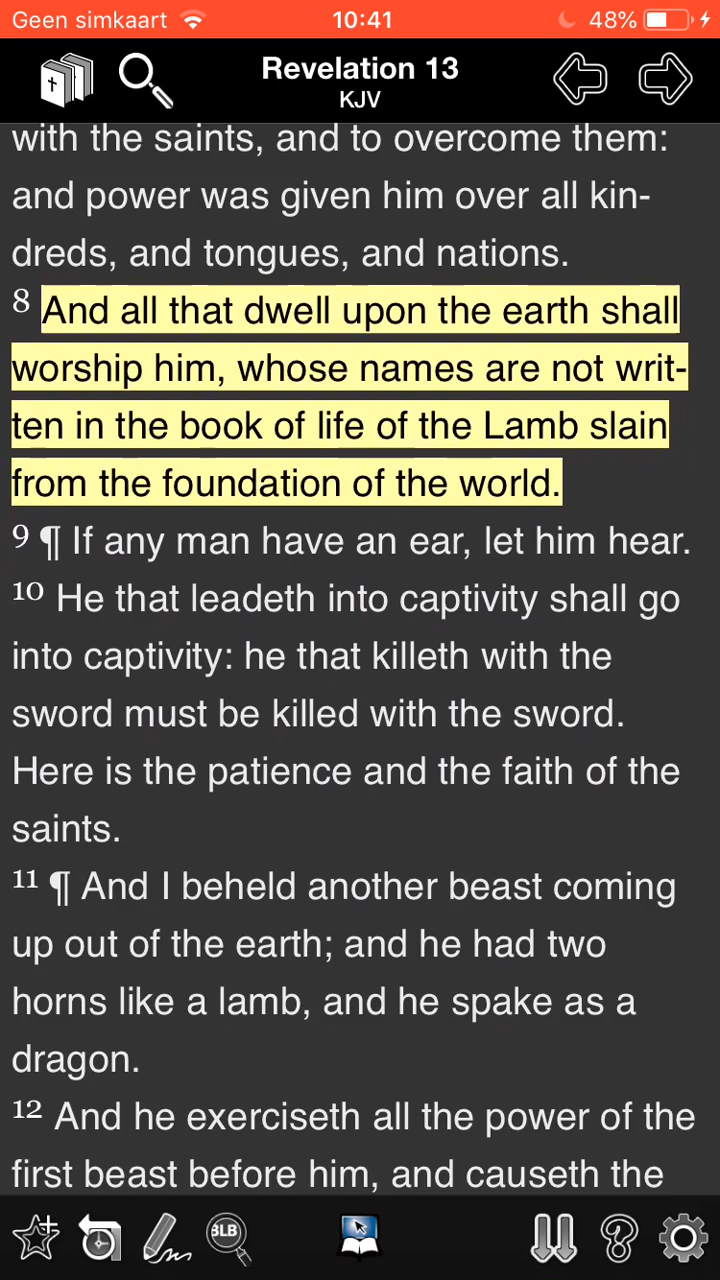 Geen simkaart 10:41 48%
Revelation 13
KJV
with the saints, and to overcome them:
and power was given him over all kin-
dreds, and tongues, and nations.
8 And all that dwell upon the earth shall
worship him, whose names are not writ-
ten in the book of life of the Lamb slain
from the foundation of the world.
9 ¶ If any man have an ear, let him hear.
10 He that leadeth into captivity shall go
into captivity: he that killeth with the
sword must be killed with the sword.
Here is the patience and the faith of the
saints.
11 ¶ And I beheld another beast coming
up out of the earth; and he had two
horns like a lamb, and he spake as a
dragon.
12 And he exerciseth all the power of the
first beast before him, and causeth the
BLB